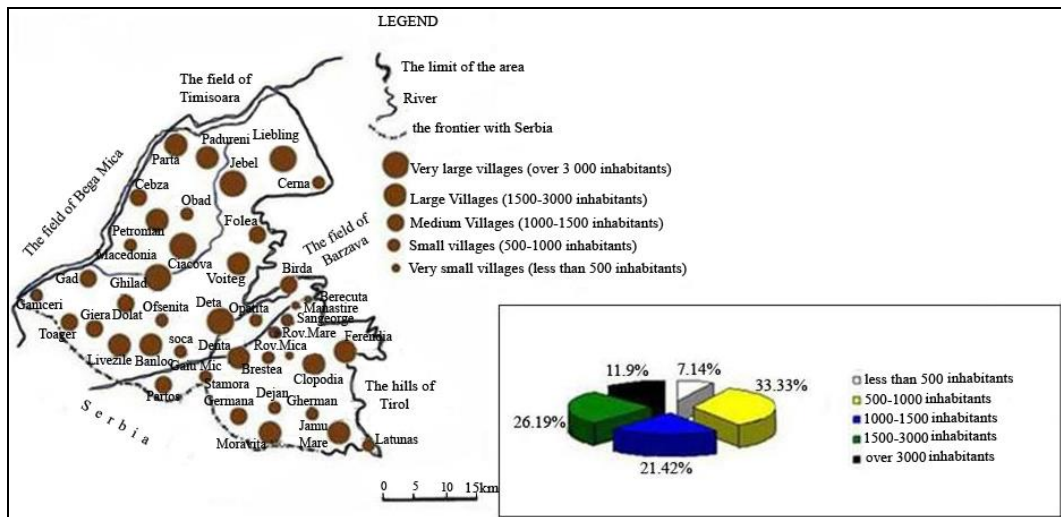 LEGEND
The limit of the area
River
the frontier with Serbia
Very large villages (over 3 000 inhabitants)
Large Villages (1500-3000 inhabitants)
Medium Villages (1000-1500 inhabitants)
Small villages (500-1000 inhabitants)
Very small villages (less than 500 inhabitants)
The field of
Timisoara
The field of Bega Mica
The field of
Barzava
The hills of
Tirol
Serbia
Parta
Padureni
Liebling
Jebel
Cerna
Cebza
Obad
Petroman
Folea
Macedonia
Ciacova
Voiteg
Gad
Ghilad
Birda
Ganiceri
Giera
Dolat
Ofsenita
Deta
Opatita
Berecuta
Manastire
Sangeorge
Toager
Rov.Mare
Ferendia
Livezile
Banloc
soca
Denta
Rov.Mica
Gaiu Mic
Brestea
Clopodia
Partos
Stamora
Germana
Dejan
Gherman
Moravita
Jamu
Mare
Latunas
0 5 10 15km
11.9%
7.14%
33.33%
26.19%
21.42%
less than 500 inhabitants
500-1000 inhabitants
1000-1500 inhabitants
1500-3000 inhabitants
over 3000 inhabitants